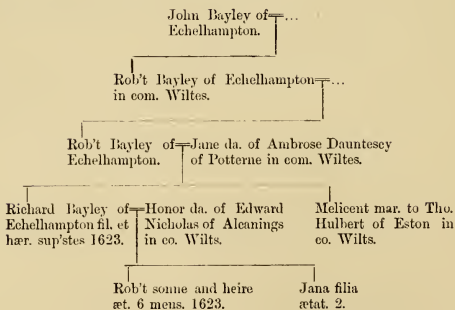 John Bayley of=...
Echelhampton.
Rob't Bayley of Echelhampton=...
in com. Wiltes.
Rob't Bayley of=Jane da. of Ambrose Dauntesey
Echelhampton. of Potterne in com. Wiltes.
Richard Bayley of=Honor da. of Edward
Echelhampton fil. et Nicholas of Alcanings
hær. sup'stes 1623. in co. Wilts.
Melicent mar. to Tho.
Hulbert of Eston in
co. Wilts.
Rob't sonne and heire
æt. 6 mens. 1623.
Jana filia
ætat. 2.